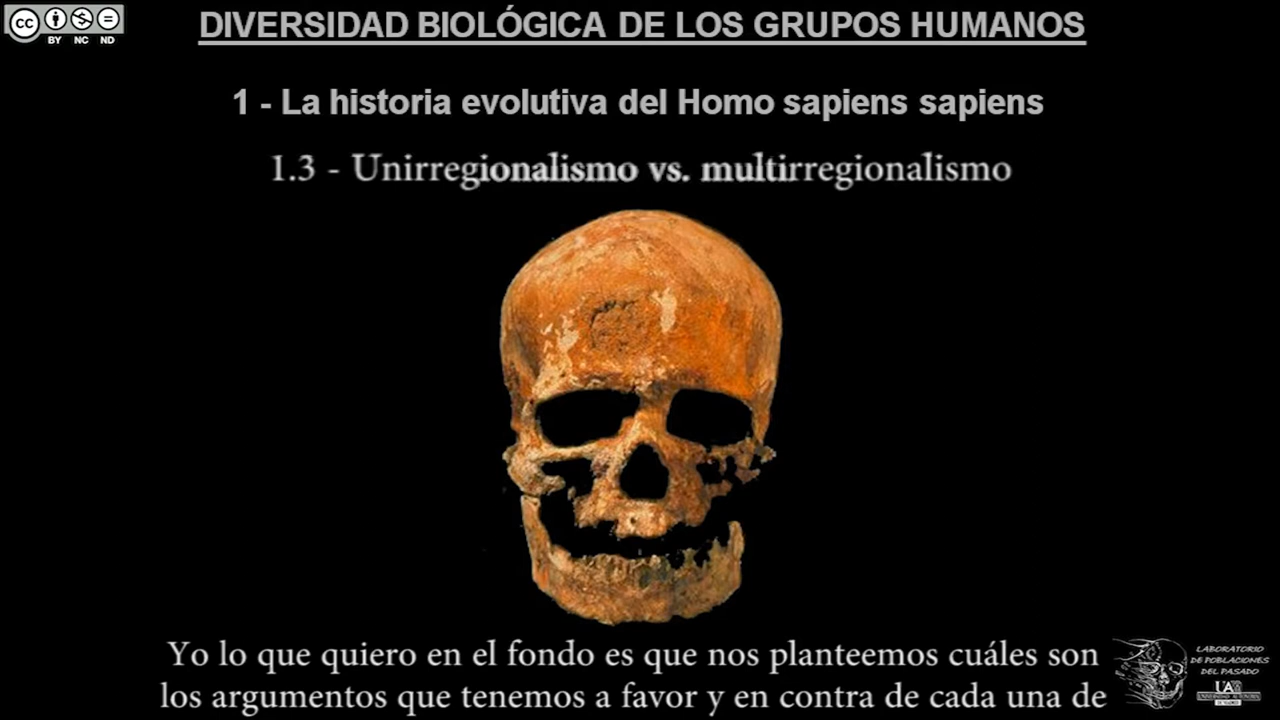 cc
BY NC ND
DIVERSIDAD BIOLÓGICA DE LOS GRUPOS HUMANOS
1 - La historia evolutiva del Homo sapiens sapiens
1.3 - Unirregionalismo vs. multirregionalismo
Yo lo que quiero en el fondo es que nos planteemos cuáles son
los argumentos que tenemos a favor y en contra de cada una de
LABORATORIO
DE POBLACIONES
DEL PASADO
UAM